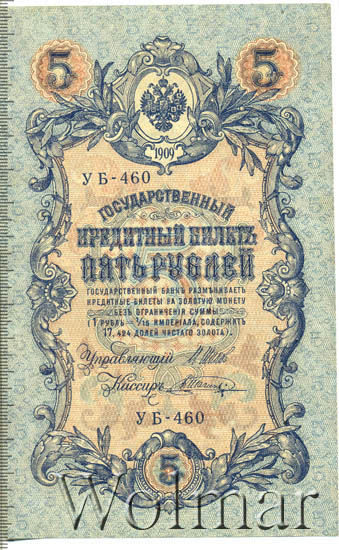 5 5
1909
УБ-460
ГОСУДАРСТВЕННЫЙ
КРЕДИТНЫЙ БИЛЕТЪ
ПЯТЬ РУБЛЕЙ
ГОСУДАРСТВЕННЫЙ БАНКЪ РАЗМѢНИВАЕТЪ
КРЕДИТНЫЕ БИЛЕТЫ НА ЗОЛОТУЮ МОНЕТУ
БЕЗЪ ОГРАНИЧЕНІЯ СУММЫ
(1 РУБЛЬ = 1/15 ИМПЕРІАЛА, СОДЕРЖИТЪ
17,424 ДОЛЕЙ ЧИСТАГО ЗОЛОТА).
Управляющій
Кассиръ
УБ-460
5
Wolmar